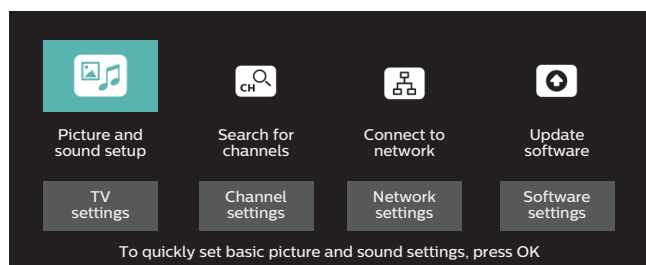 CH
Picture and
sound setup
Search for
channels
Connect to
network
Update
software
TV
settings
Channel
settings
Network
settings
Software
settings
To quickly set basic picture and sound settings, press OK